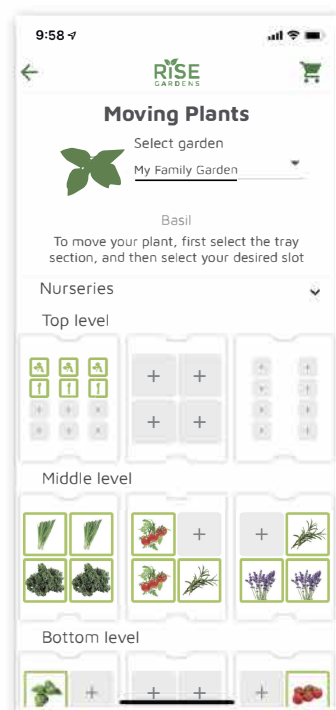 9:58
RISE
GARDENS
Moving Plants
Select garden
My Family Garden
Basil
To move your plant, first select the tray
section, and then select your desired slot
Nurseries
Top level
+ +
+ +
Middle level
+ +
Bottom level
+ + + +